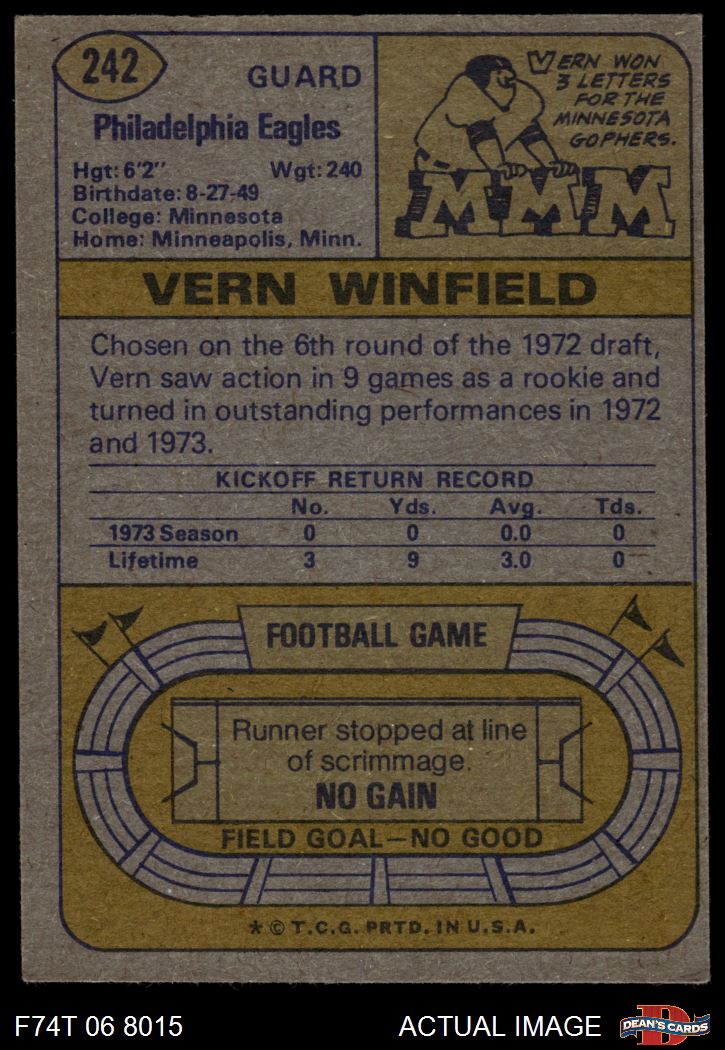 242
GUARD
Philadelphia Eagles
Hgt: 6'2" Wgt: 240
Birthdate: 8-27-49
College: Minnesota
Home: Minneapolis, Minn.
VERN WON
3 LETTERS
FOR THE
MINNESOTA
GOPHERS.
MMM
VERN WINFIELD
Chosen on the 6th round of the 1972 draft,
Vern saw action in 9 games as a rookie and
turned in outstanding performances in 1972
and 1973.
KICKOFF RETURN RECORD
No. Yds. Avg. Tds.
1973 Season 0 0 0.0 0
Lifetime 3 9 3.0 0
FOOTBALL GAME
Runner stopped at line
of scrimmage.
NO GAIN
FIELD GOAL—NO GOOD
* © T.C.G. PRTD. IN U.S.A.
F74T 06 8015 ACTUAL IMAGE D DEAN'S CARDS